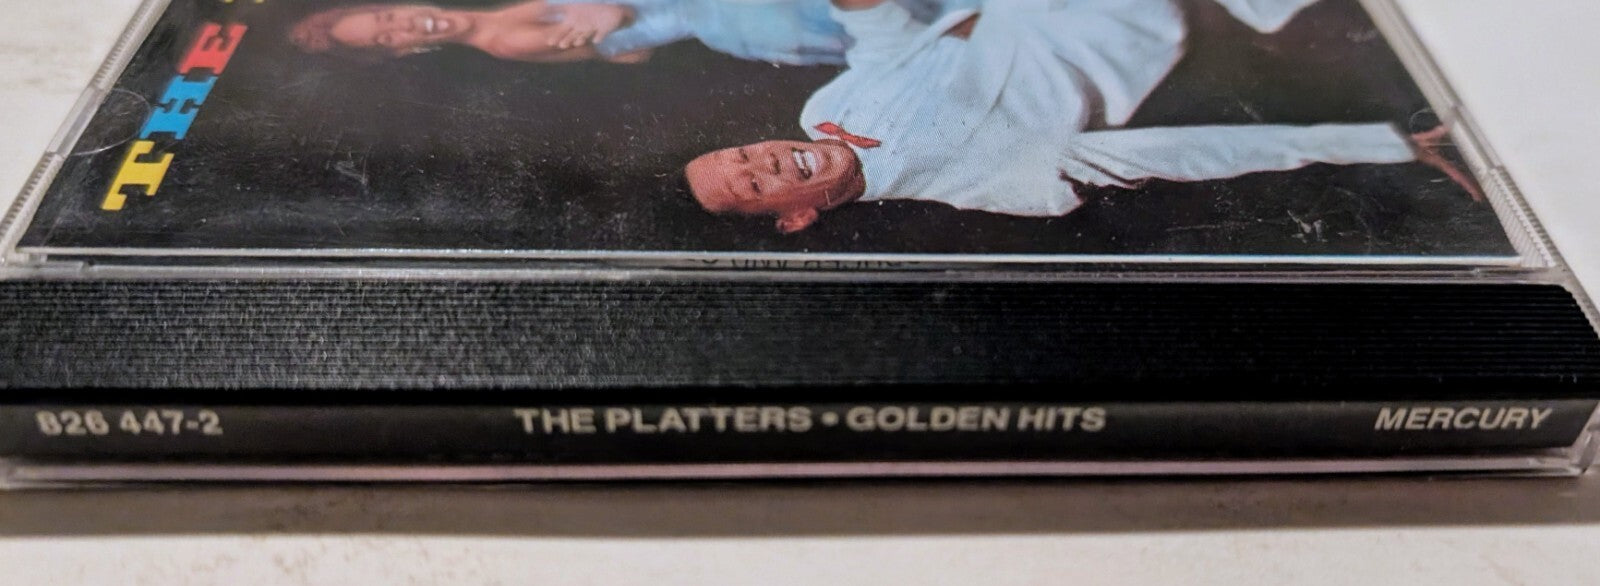 THE
826 447-2 THE PLATTERS • GOLDEN HITS MERCURY